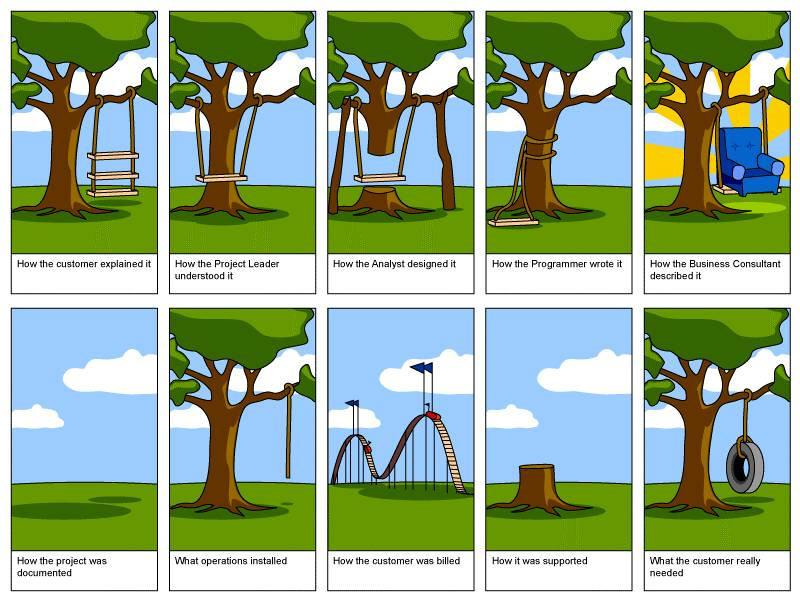 How the customer explained it
How the Project Leader
understood it
How the Analyst designed it
How the Programmer wrote it
How the Business Consultant
described it
How the project was
documented
What operations installed
How the customer was billed
How it was supported
What the customer really
needed